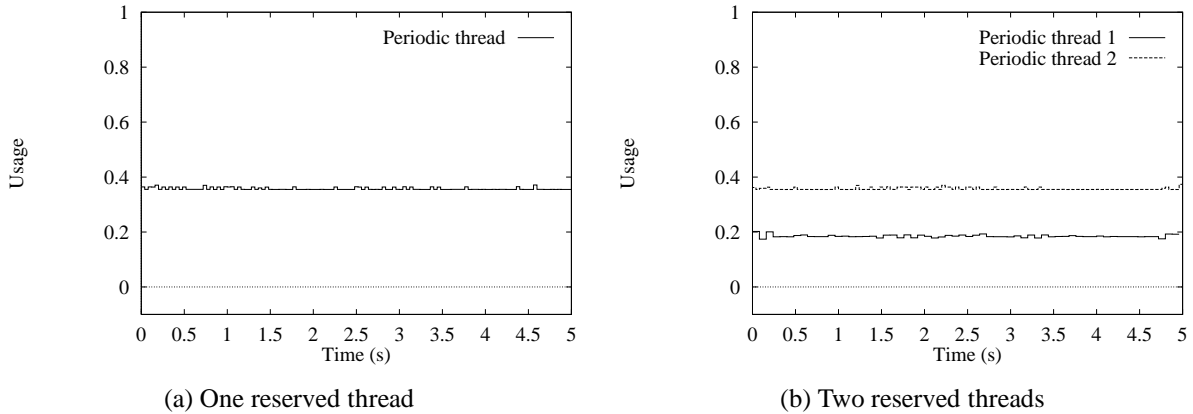 1
0.8
0.6
0.4
0.2
0
Usage
Periodic thread
0 0.5 1 1.5 2 2.5 3 3.5 4 4.5 5
Time (s)
(a) One reserved thread
1
0.8
0.6
0.4
0.2
0
Usage
Periodic thread 1
Periodic thread 2
0 0.5 1 1.5 2 2.5 3 3.5 4 4.5 5
Time (s)
(b) Two reserved threads